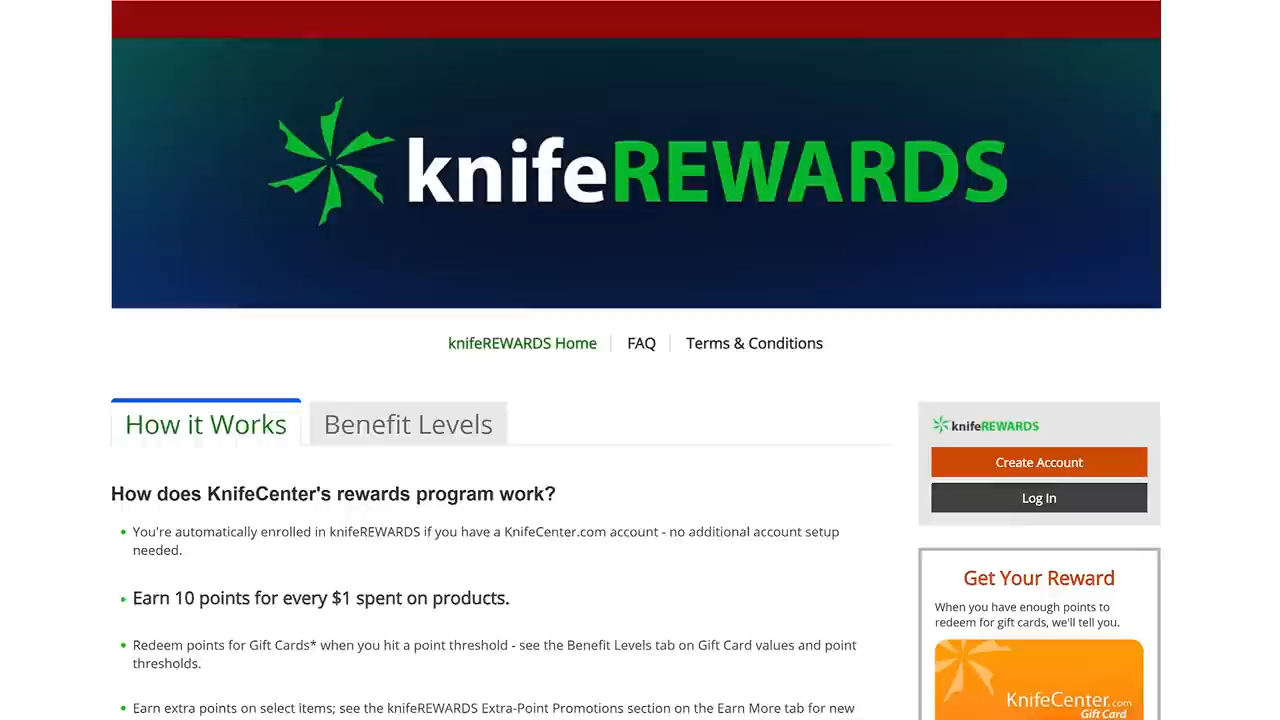 knifeREWARDS
knifeREWARDS Home
FAQ
Terms & Conditions
How it Works
Benefit Levels
How does KnifeCenter's rewards program work?
You're automatically enrolled in knifeREWARDS if you have a KnifeCenter.com account - no additional account setup
needed.
Earn 10 points for every $1 spent on products.
Redeem points for Gift Cards* when you hit a point threshold - see the Benefit Levels tab on Gift Card values and point
thresholds.
Earn extra points on select items; see the knifeREWARDS Extra-Point Promotions section on the Earn More tab for new
knifeREWARDS
Create Account
Log In
Get Your Reward
When you have enough points to
redeem for gift cards, we'll tell you.
KnifeCenter.com
Gift Card